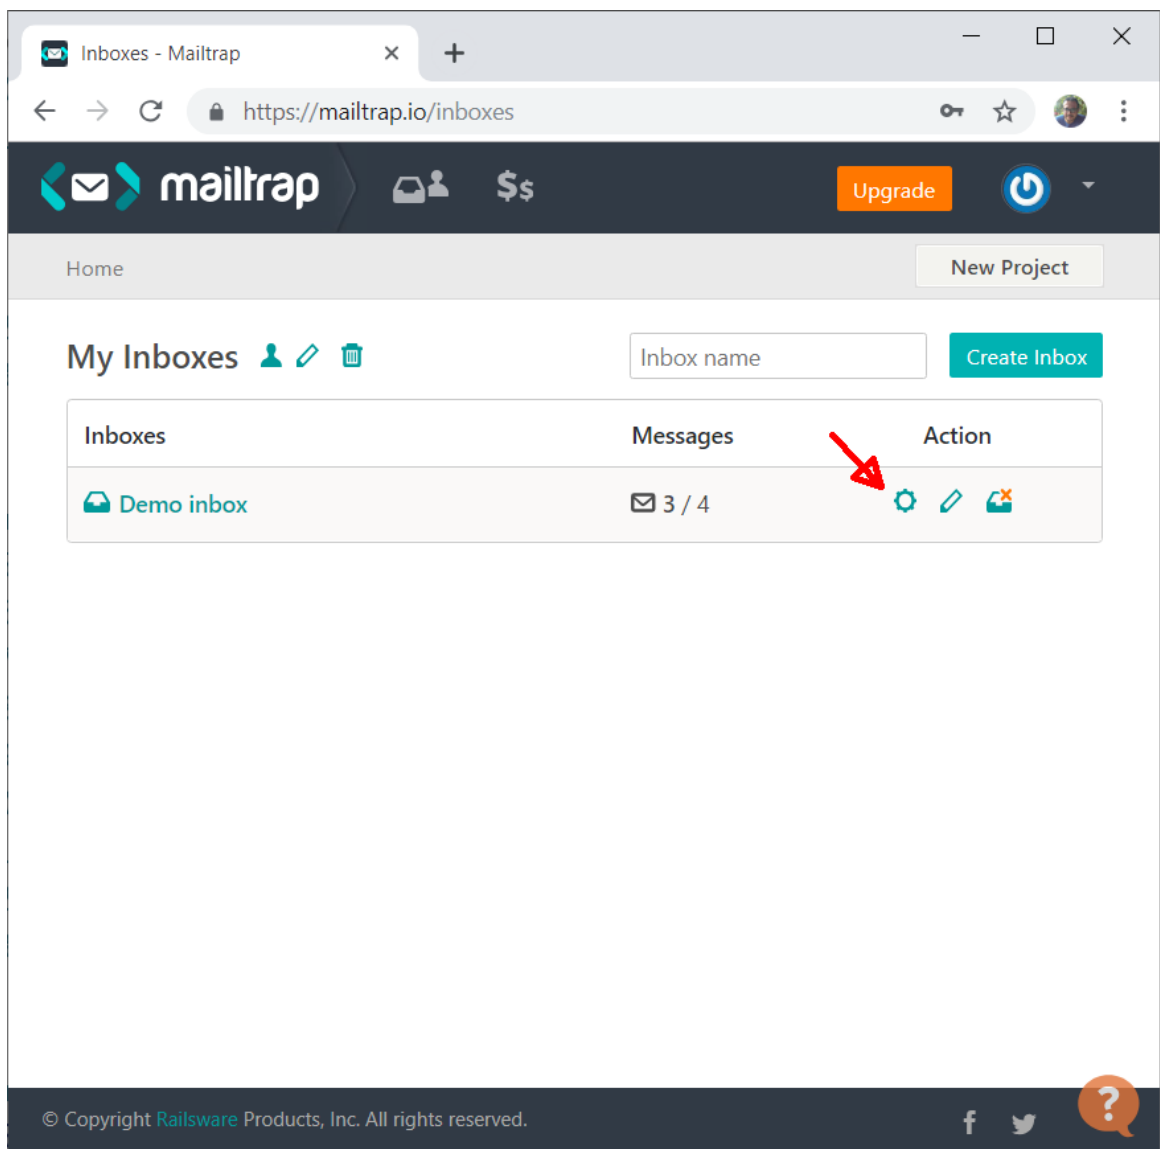 Inboxes - Mailtrap
https://mailtrap.io/inboxes
mailtrap
$s
Upgrade
Home
New Project
My Inboxes
Inbox name
Create Inbox
Inboxes
Messages
Action
Demo inbox
3 / 4
© Copyright Railsware Products, Inc. All rights reserved.
f
?